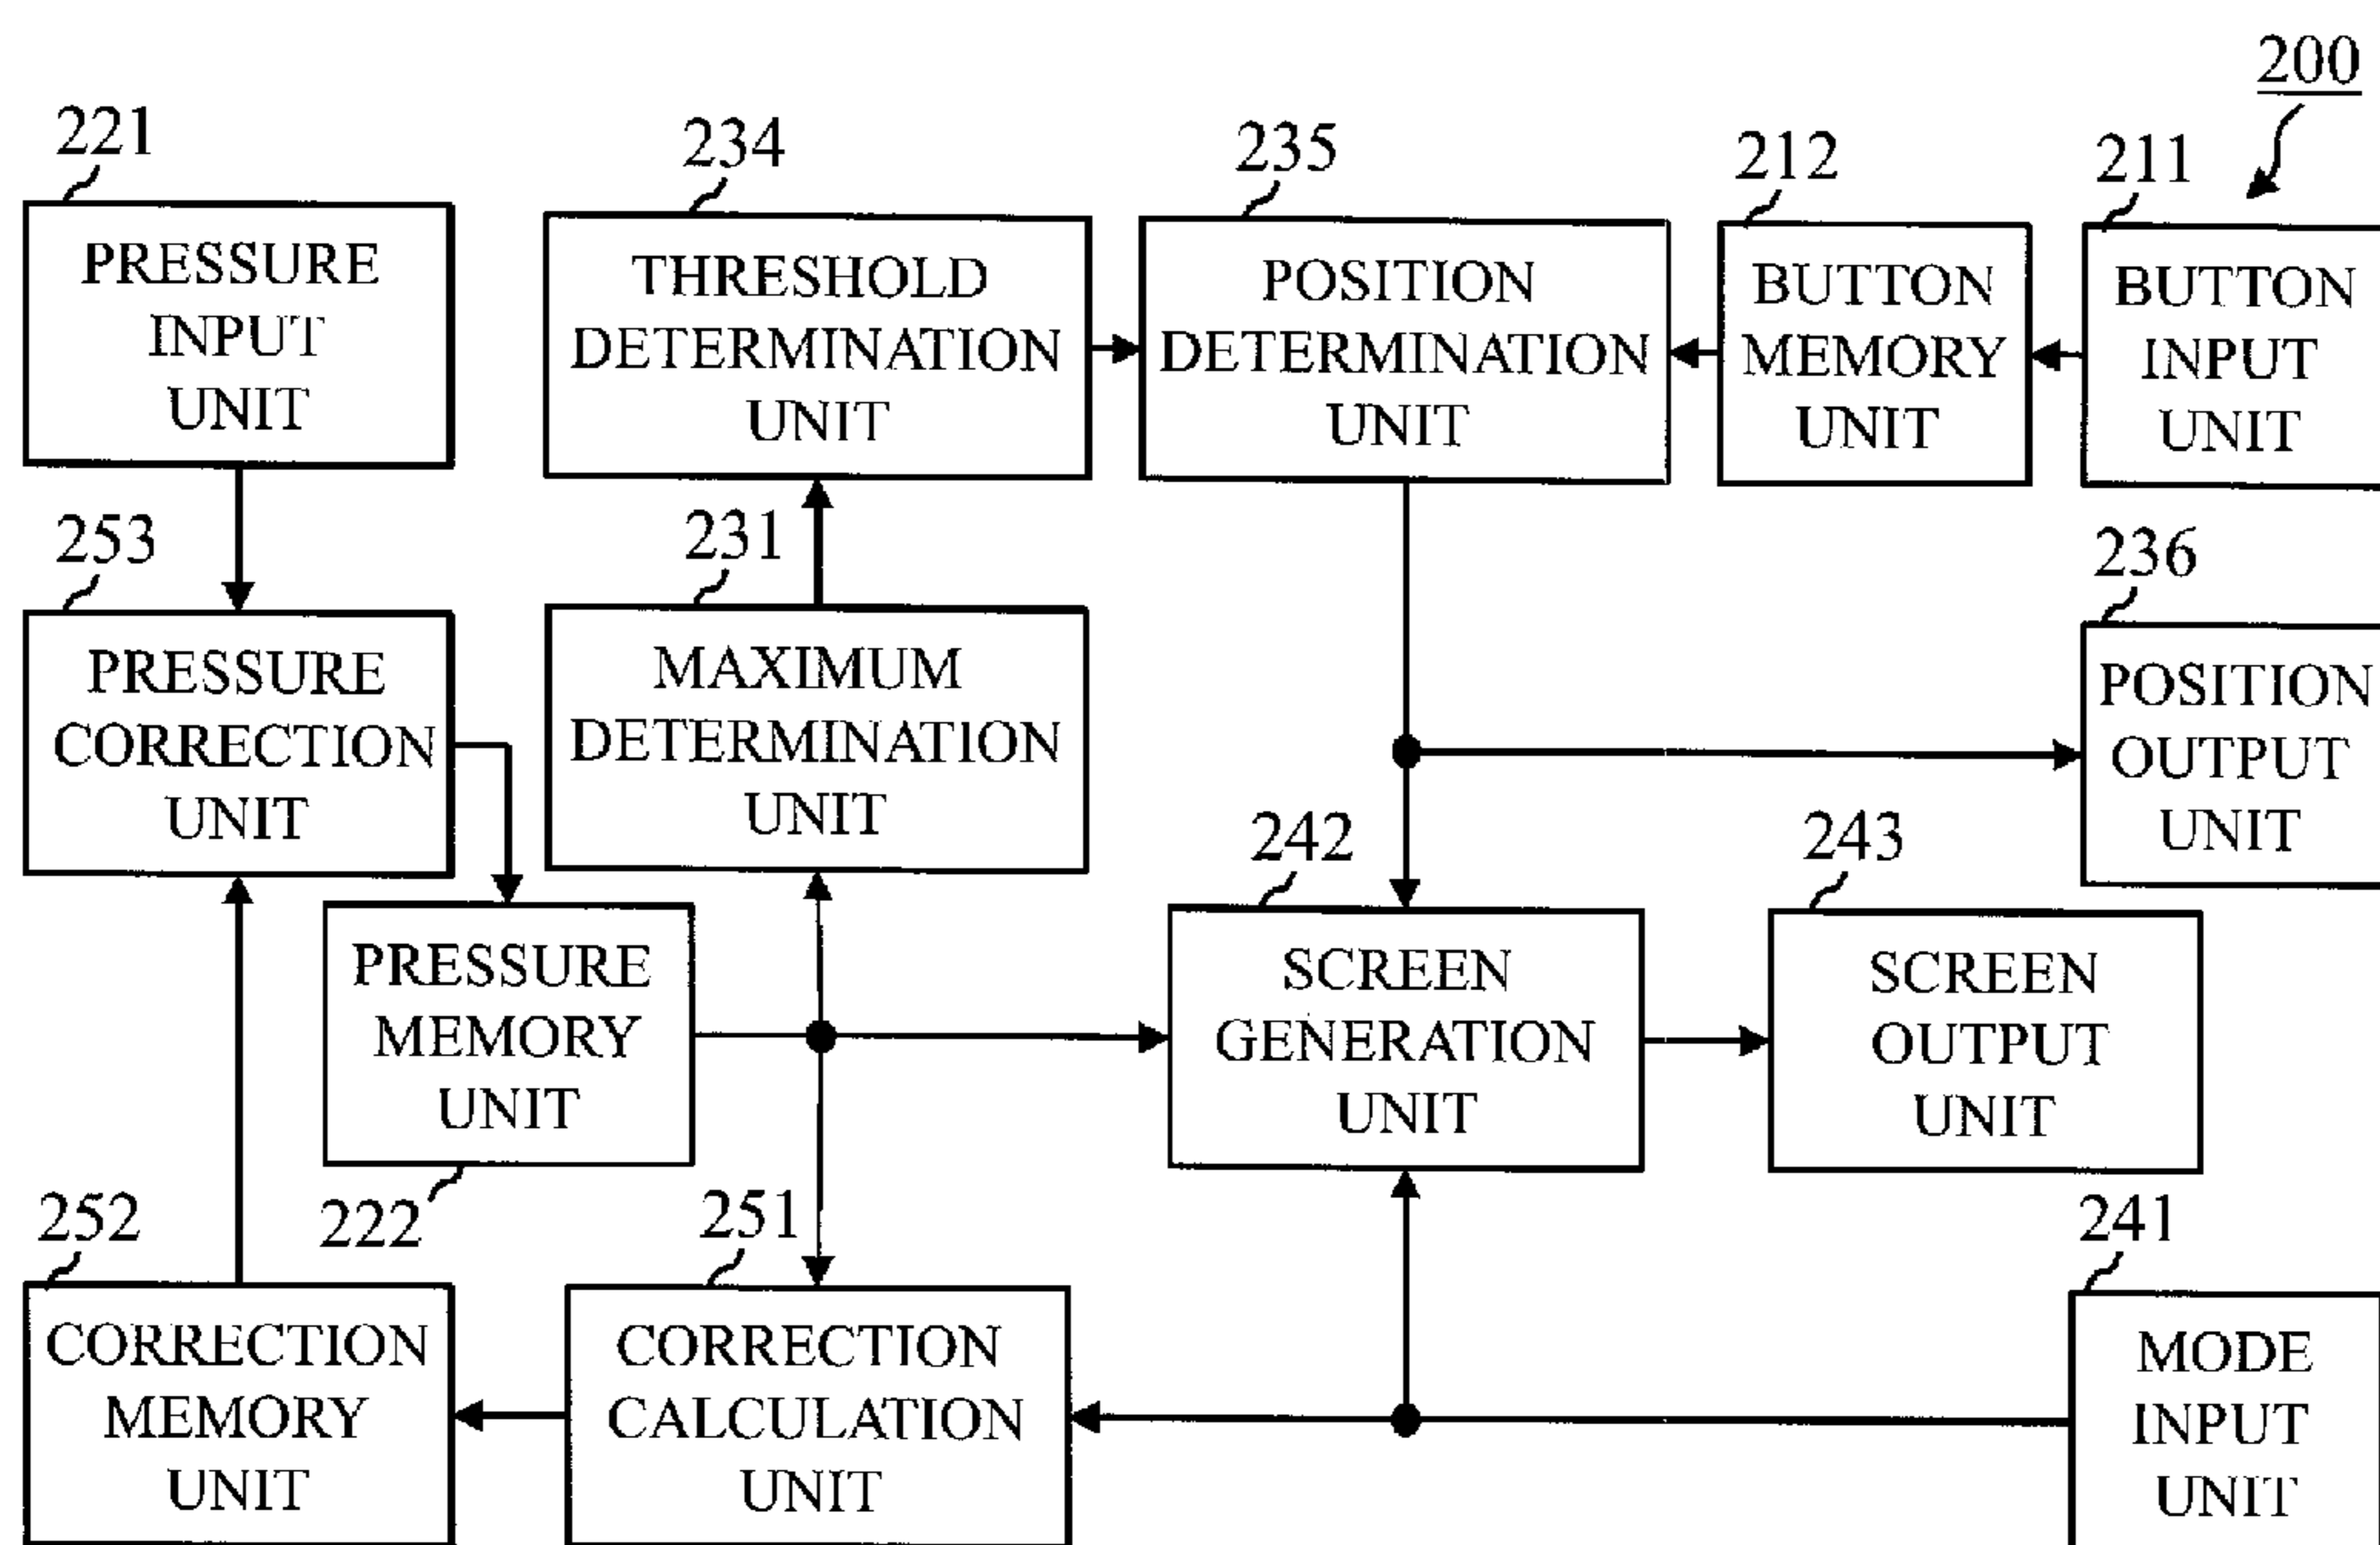 200
221
PRESSURE
INPUT
UNIT
234
THRESHOLD
DETERMINATION
UNIT
235
POSITION
DETERMINATION
UNIT
212
BUTTON
MEMORY
UNIT
211
BUTTON
INPUT
UNIT
253
PRESSURE
CORRECTION
UNIT
231
MAXIMUM
DETERMINATION
UNIT
236
POSITION
OUTPUT
UNIT
PRESSURE
MEMORY
UNIT
222
242
SCREEN
GENERATION
UNIT
243
SCREEN
OUTPUT
UNIT
252
CORRECTION
MEMORY
UNIT
251
CORRECTION
CALCULATION
UNIT
241
MODE
INPUT
UNIT